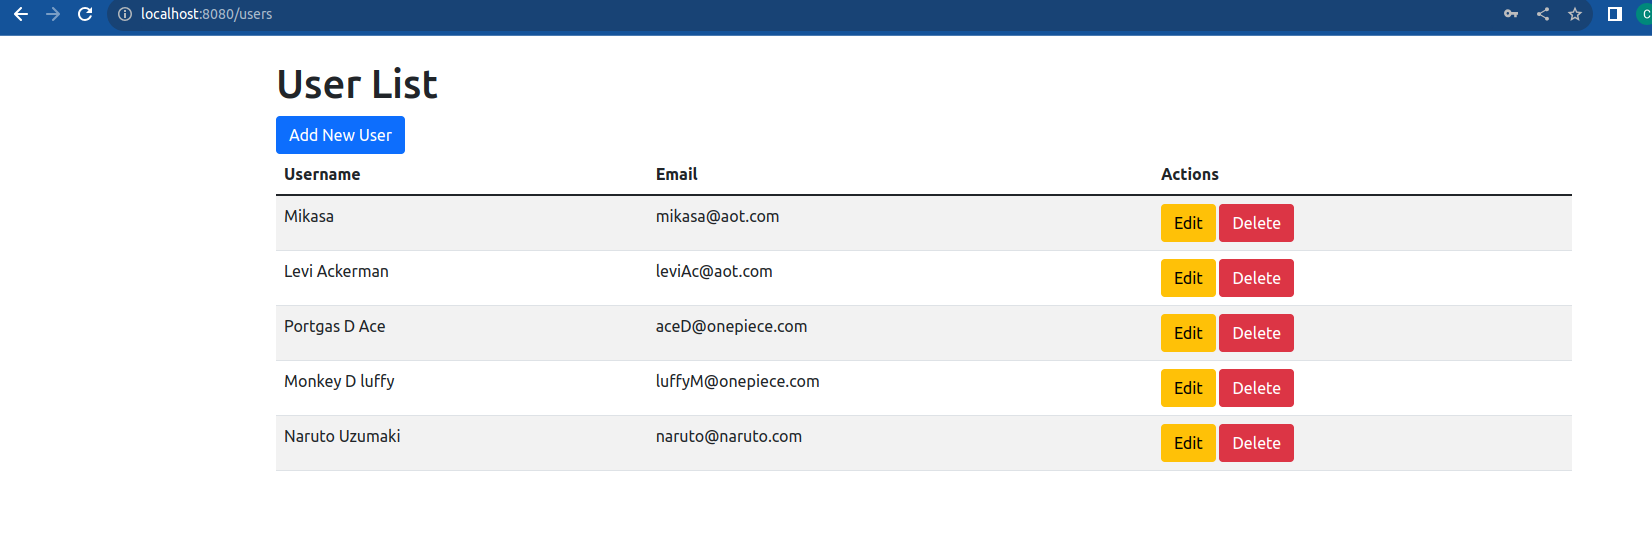 localhost:8080/users
C
User List
Add New User
Username Email Actions
Mikasa mikasa@aot.com Edit Delete
Levi Ackerman leviAc@aot.com Edit Delete
Portgas D Ace aceD@onepiece.com Edit Delete
Monkey D luffy luffyM@onepiece.com Edit Delete
Naruto Uzumaki naruto@naruto.com Edit Delete